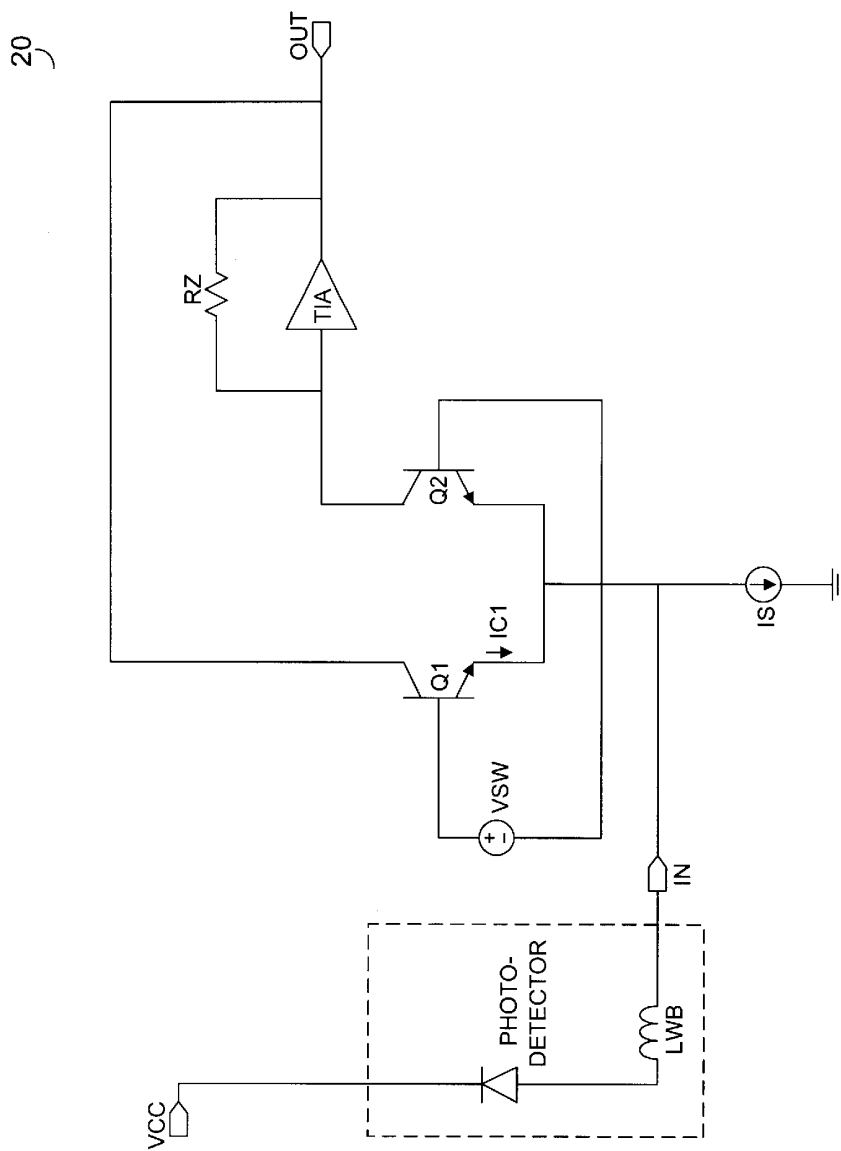 20
OUT
RZ
TIA
Q2
Q1
IC1
VSW
+
−
IS
IN
PHOTO-
DETECTOR
LWB
VCC